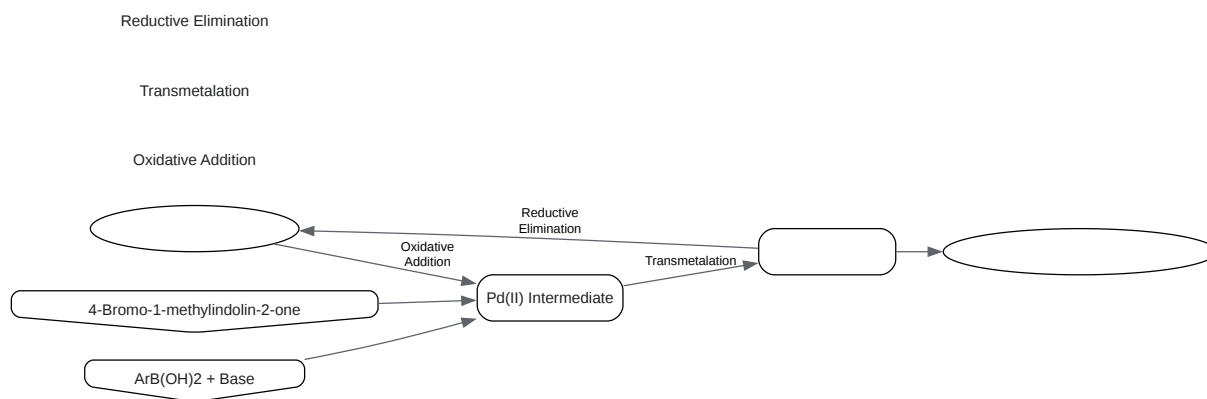 Reductive Elimination
Transmetalation
Oxidative Addition
Reductive
Elimination
Oxidative
Addition
Transmetalation
Pd(II) Intermediate
4-Bromo-1-methylindolin-2-one
ArB(OH)2 + Base